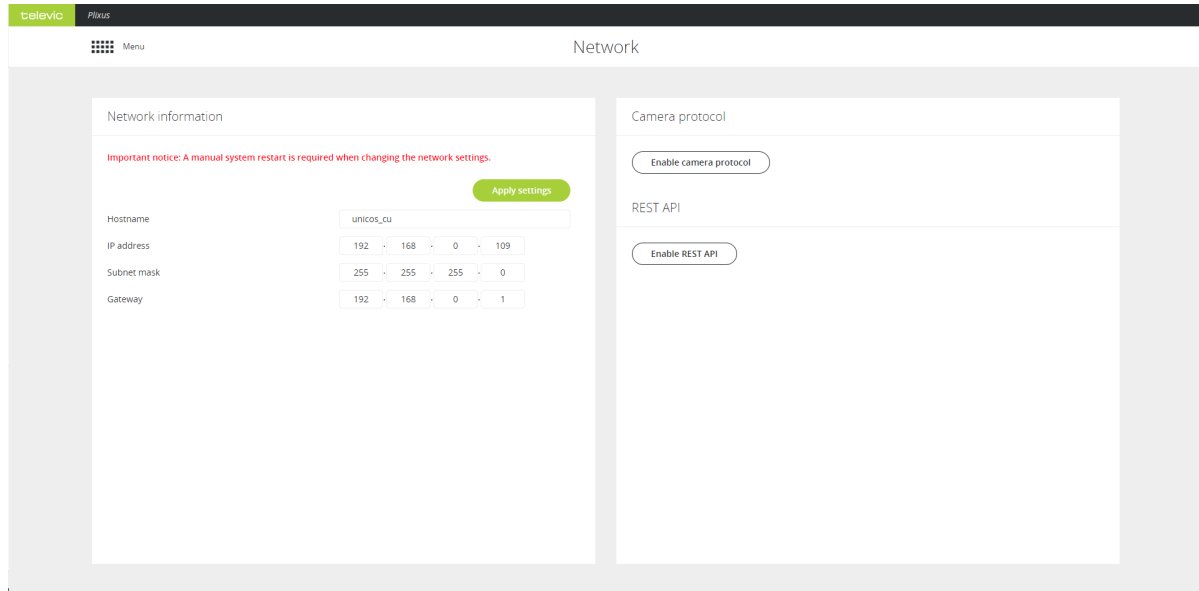 televic Plixus
Menu
Network
Network information
Important notice: A manual system restart is required when changing the network settings.
Apply settings
Hostname unicos_cu
IP address 192 . 168 . 0 . 109
Subnet mask 255 . 255 . 255 . 0
Gateway 192 . 168 . 0 . 1
Camera protocol
Enable camera protocol
REST API
Enable REST API